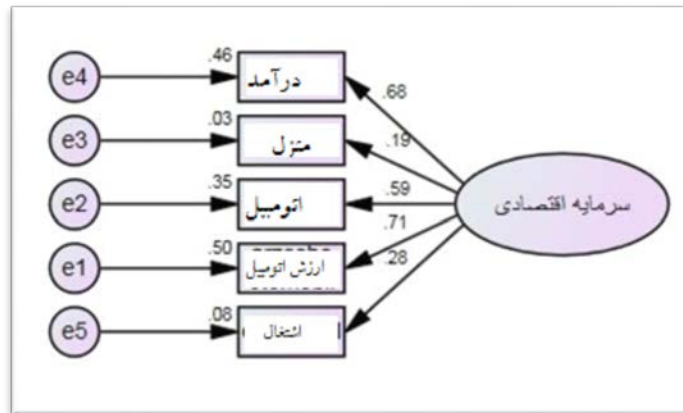 e4
.46
درآمد
.68
e3
.03
منزل
.19
e2
.35
اتومبیل
.59
سرمایه اقتصادی
e1
.50
ارزش اتومبیل
.71
e5
.08
اشتغال
.28